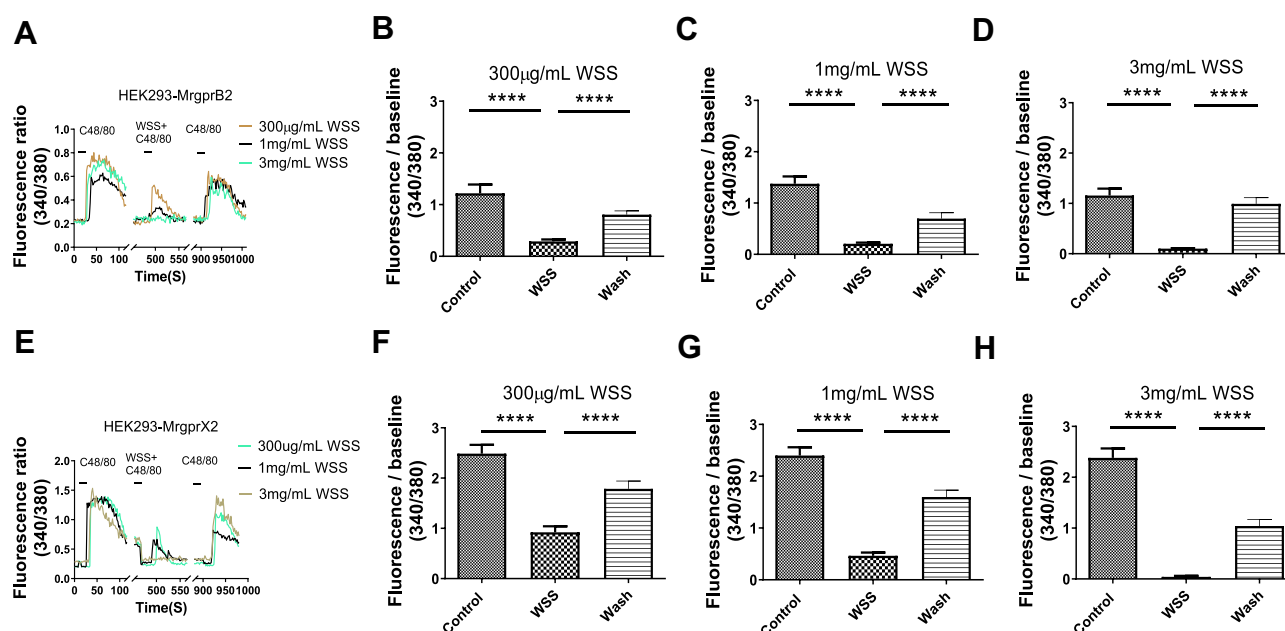 A
HEK293-MrgprB2
Fluorescence ratio
(340/380)
1.0
0.8
0.6
0.4
0.2
0.0
C48/80
WSS+
C48/80
C48/80
300μg/mL WSS
1mg/mL WSS
3mg/mL WSS
0 50 100 500 550 900 950 1000
Time(S)
B
300μg/mL WSS
**** ****
Fluorescence / baseline
(340/380)
3
2
1
0
Control WSS Wash
C
1mg/mL WSS
**** ****
Fluorescence / baseline
(340/380)
3
2
1
0
Control WSS Wash
D
3mg/mL WSS
**** ****
Fluorescence / baseline
(340/380)
3
2
1
0
Control WSS Wash
E
HEK293-MrgprX2
Fluorescence ratio
(340/380)
2.0
1.5
1.0
0.5
0.0
C48/80
WSS+
C48/80
C48/80
300ug/mL WSS
1mg/mL WSS
3mg/mL WSS
0 50 100 500 550 900 950 1000
Time(S)
F
300μg/mL WSS
**** ****
Fluorescence / baseline
(340/380)
3
2
1
0
Control WSS Wash
G
1mg/mL WSS
**** ****
Fluorescence / baseline
(340/380)
3
2
1
0
Control WSS Wash
H
3mg/mL WSS
**** ****
Fluorescence / baseline
(340/380)
3
2
1
0
Control WSS Wash